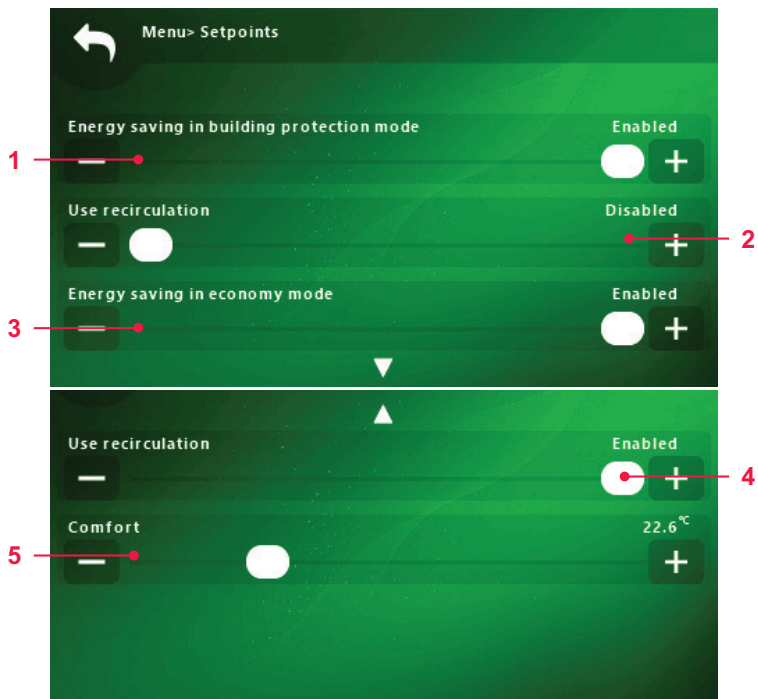 Menu> Setpoints
Energy saving in building protection mode Enabled
1
Use recirculation Disabled
2
Energy saving in economy mode Enabled
3
Use recirculation Enabled
4
Comfort 22.6°C
5